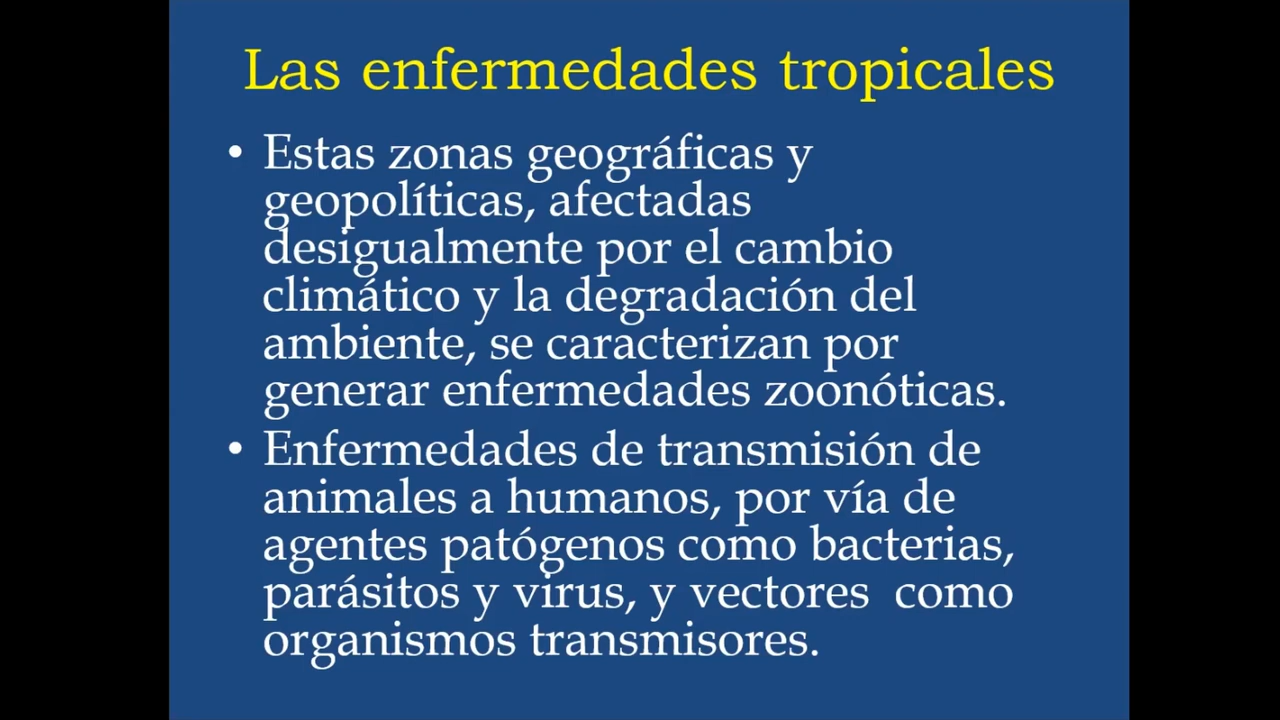 Las enfermedades tropicales
• Estas zonas geográficas y
geopolíticas, afectadas
desigualmente por el cambio
climático y la degradación del
ambiente, se caracterizan por
generar enfermedades zoonóticas.
• Enfermedades de transmisión de
animales a humanos, por vía de
agentes patógenos como bacterias,
parásitos y virus, y vectores  como
organismos transmisores.